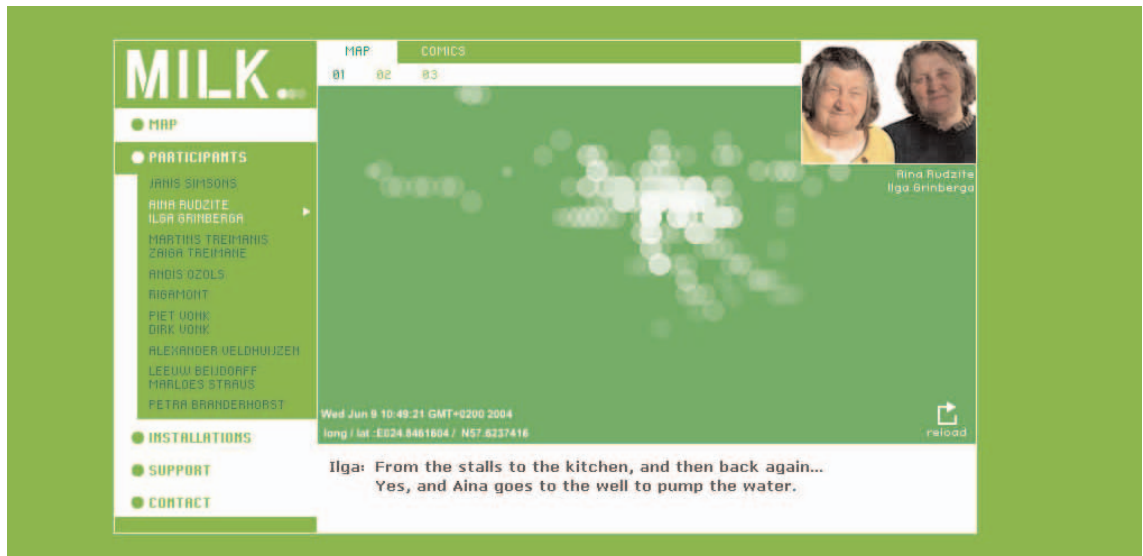 MILK
MAP COMICS
01 02 03
MAP
PARTICIPANTS
JANIS SIMSONS
AINA RUDZITE
ILGA GRINBERGA
MARTINS TREIMANIS
ZAIGA TREIMANE
ANDIS OZOLS
RIGAMONT
PIET VONK
DIRK VONK
ALEXANDER VELDHUIJZEN
LEEUW BEIJDORFF
MARLOES STRAUS
PETRA BRANDERHORST
INSTALLATIONS
SUPPORT
CONTACT
Aina Rudzite
Ilga Grinberga
Wed Jun 9 10:49:21 GMT+0200 2004
long / lat :E024.8461604 / N57.6237416
reload
Ilga: From the stalls to the kitchen, and then back again...
Yes, and Aina goes to the well to pump the water.